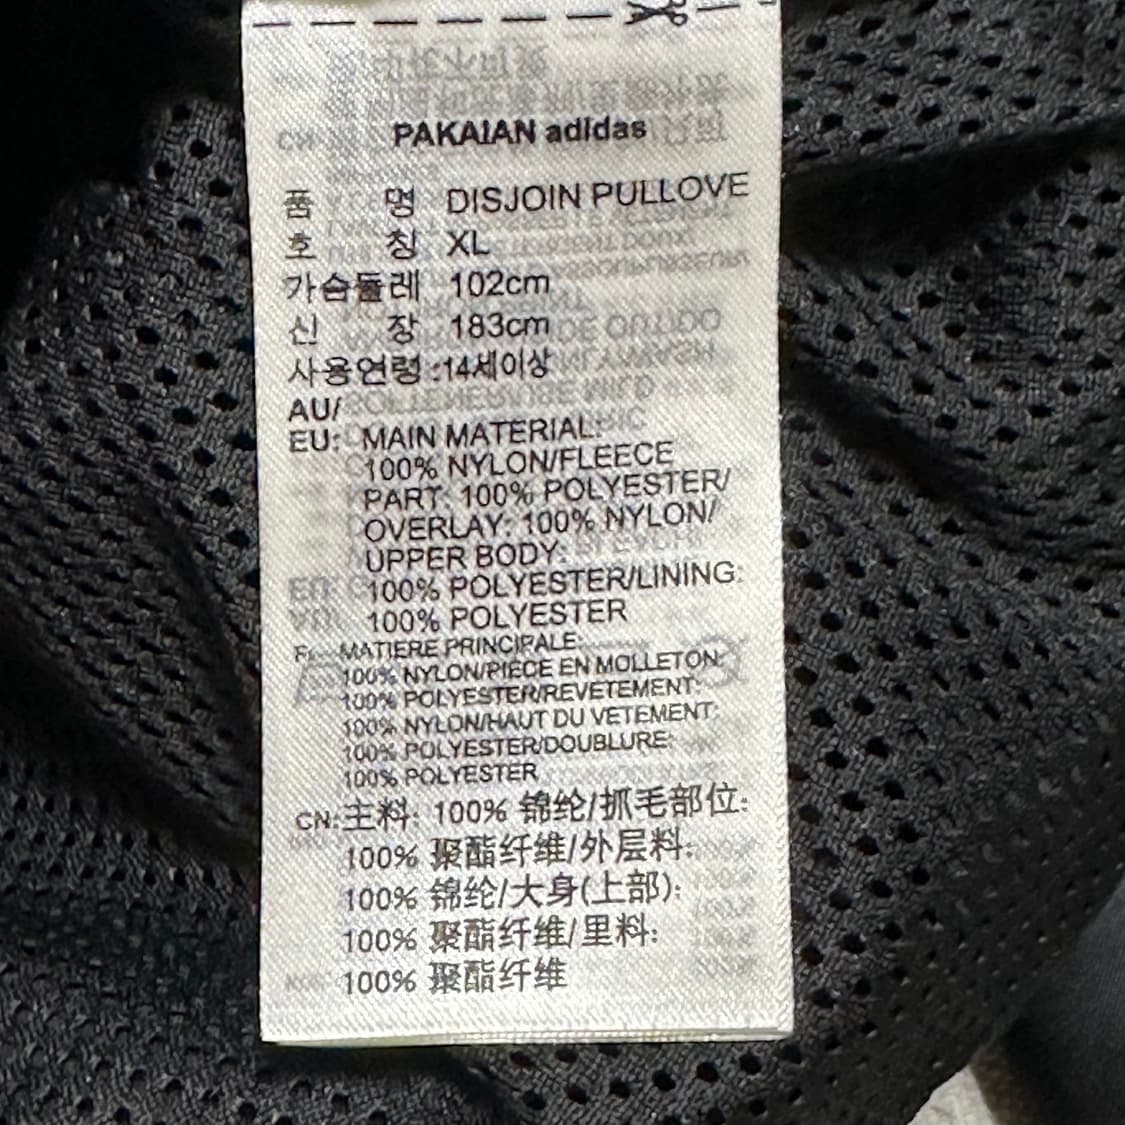 PAKAIAN adidas
품 명 DISJOIN PULLOVE
호 칭 XL
가슴둘레 102cm
신 장 183cm
사용연령:14세이상
AU/
EU: MAIN MATERIAL:
100% NYLON/FLEECE
PART: 100% POLYESTER/
OVERLAY: 100% NYLON/
UPPER BODY:
100% POLYESTER/LINING:
100% POLYESTER
Fr MATIERE PRINCIPALE:
100% NYLON/PIECE EN MOLLETON:
100% POLYESTER/REVETEMENT:
100% NYLON/HAUT DU VETEMENT:
100% POLYESTER/DOUBLURE:
100% POLYESTER
CN:主料: 100% 锦纶/抓毛部位:
100% 聚酯纤维/外层料:
100% 锦纶/大身(上部):
100% 聚酯纤维/里料:
100% 聚酯纤维